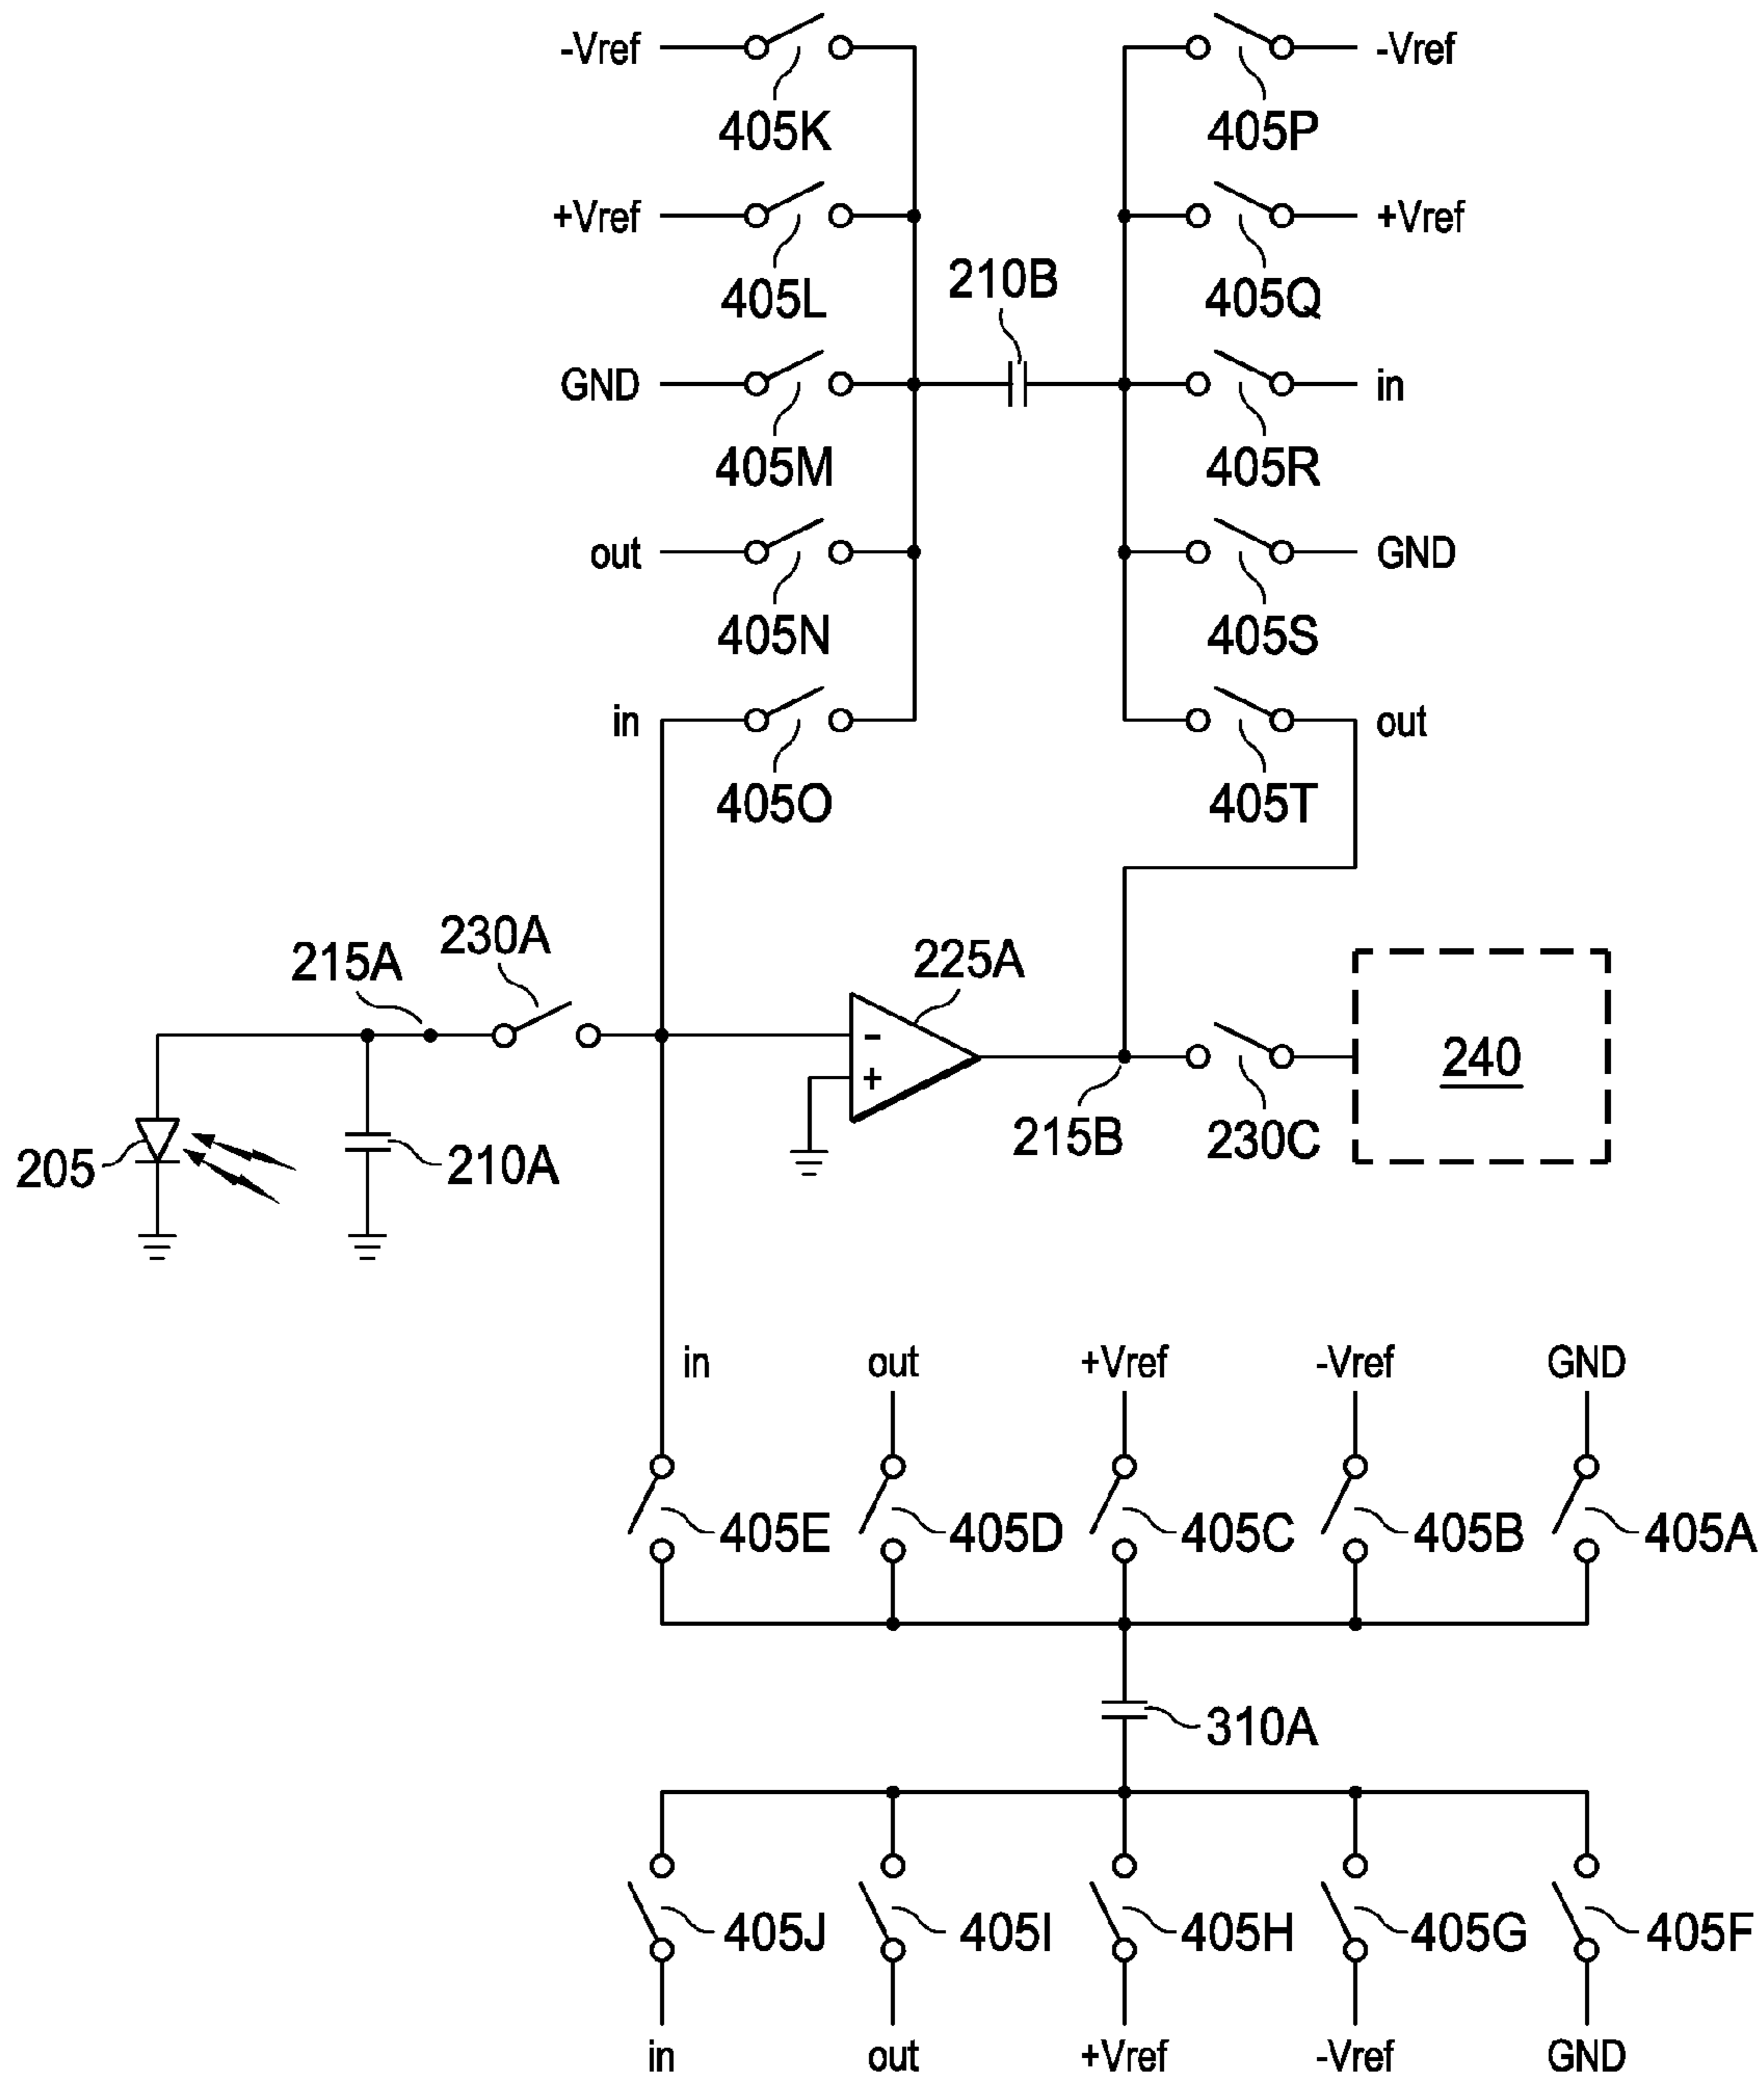 -Vref
-Vref
405K
405P
+Vref
+Vref
210B
405L
405Q
GND
in
405M
405R
out
GND
405N
405S
in
out
405O
405T
230A
225A
215A
-
+
240
205
210A
215B
230C
in
out
+Vref
-Vref
GND
405E
405D
405C
405B
405A
310A
405J
405I
405H
405G
405F
in
out
+Vref
-Vref
GND